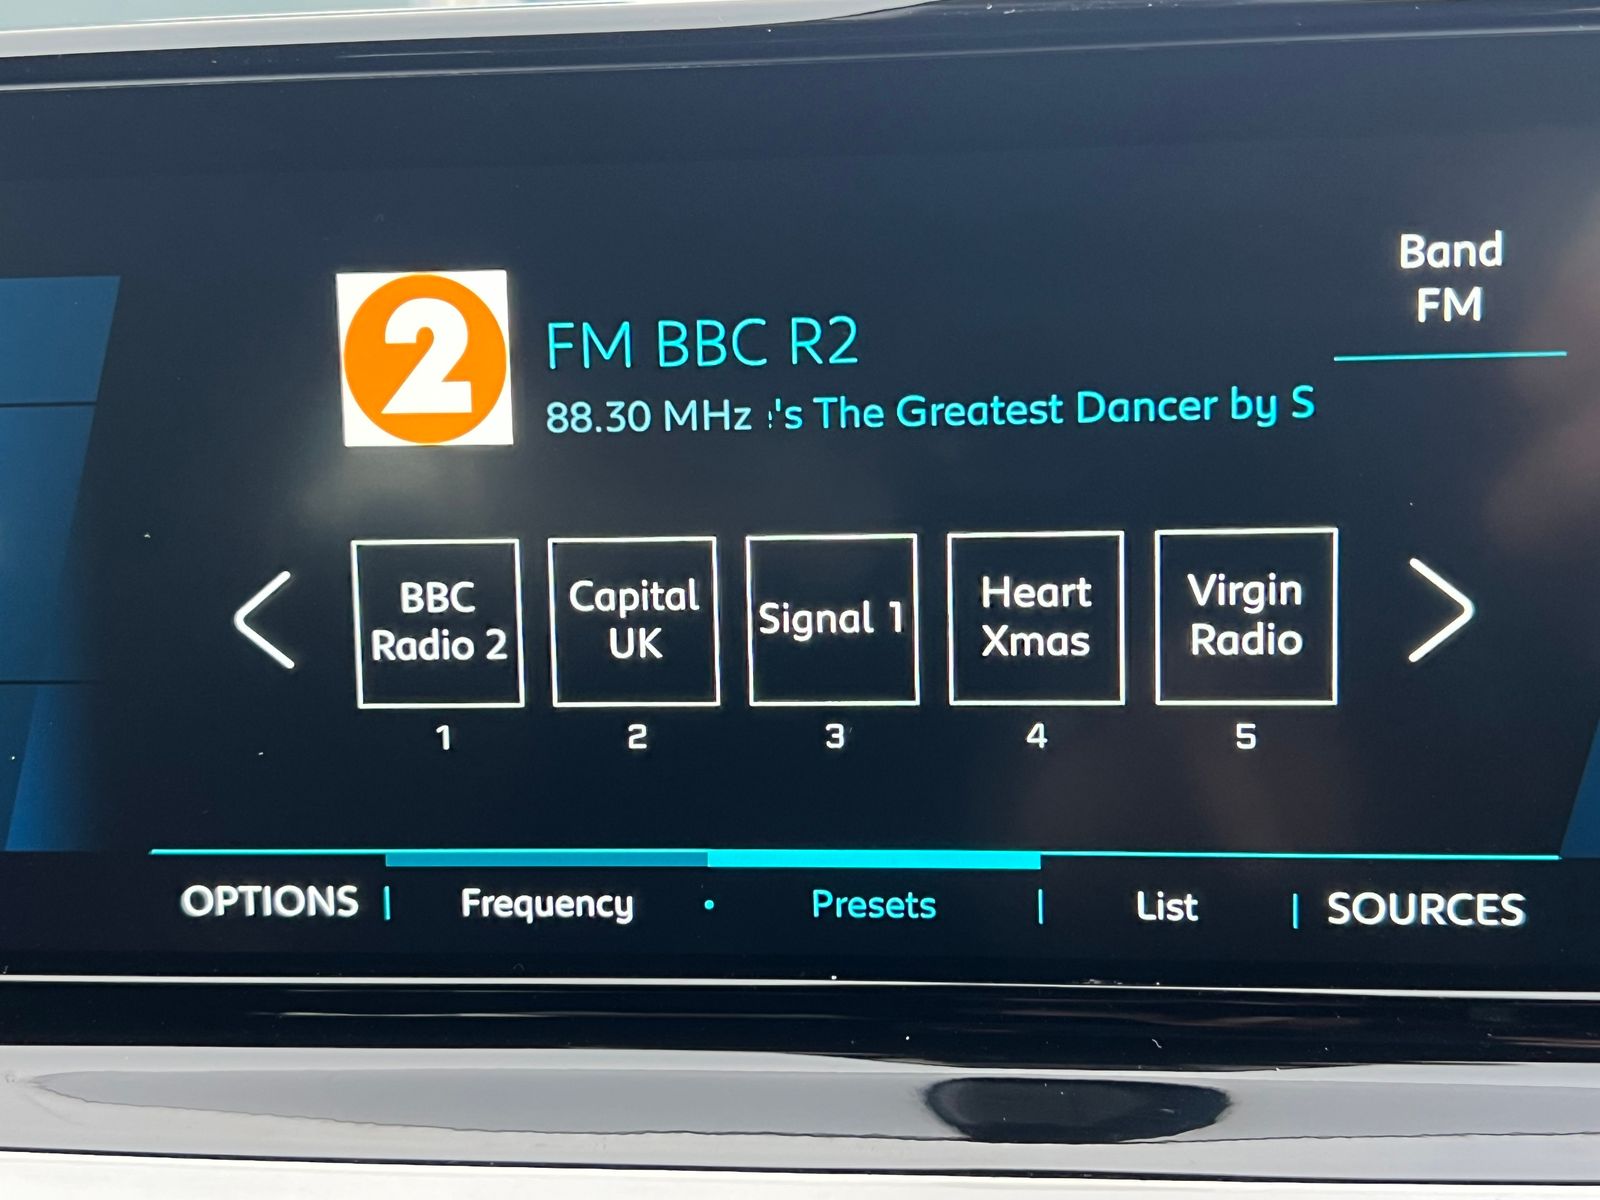 Band
FM
2
FM BBC R2
88.30 MHz 's The Greatest Dancer by S
BBC
Radio 2
Capital
UK
Signal 1
Heart
Xmas
Virgin
Radio
1
2
3
4
5
OPTIONS
Frequency
Presets
List
SOURCES